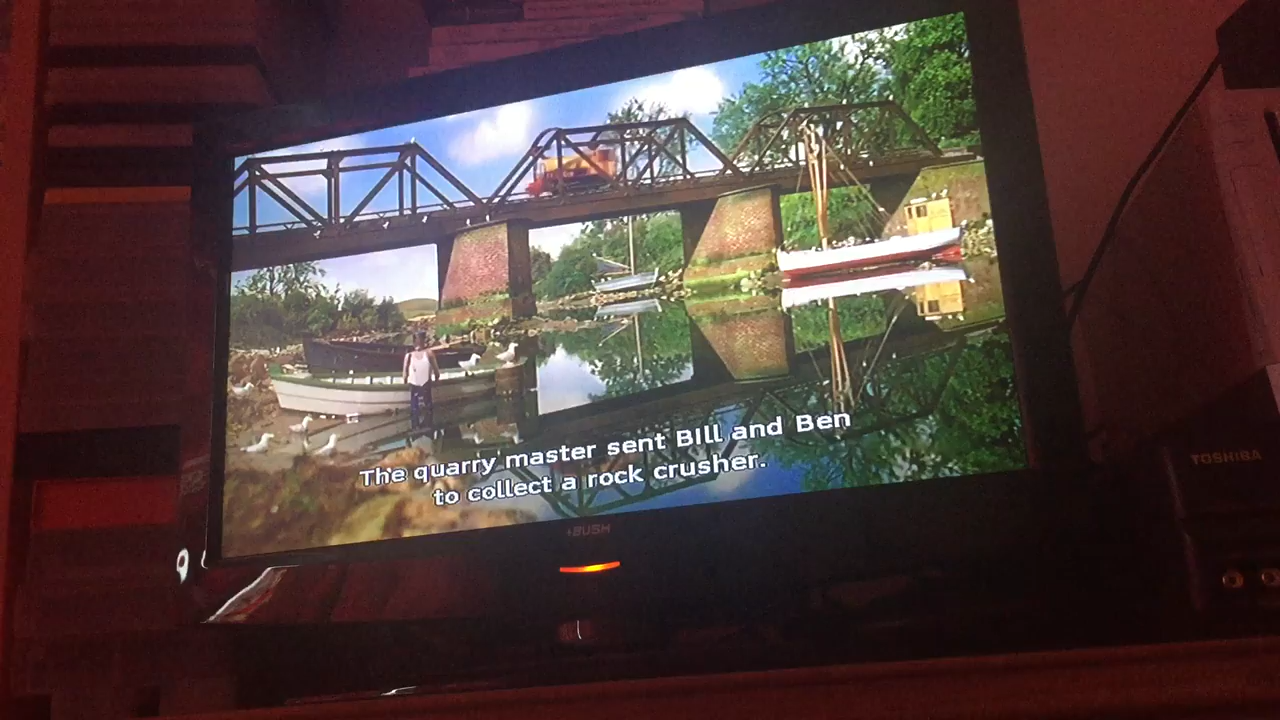 The quarry master sent BIll and Ben
to collect a rock crusher.
BUSH
TOSHIBA